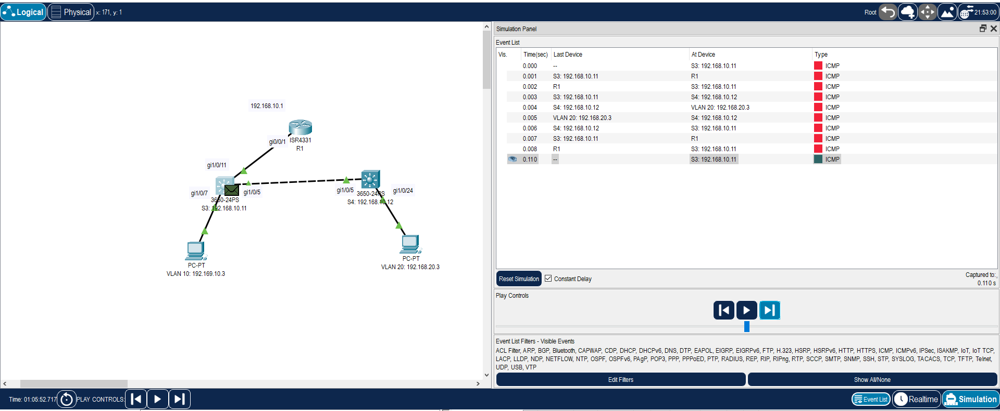 Logical Physical x: 171, y: 1 Root 21:53:00
192.168.10.1
gi0/0/1
ISR4331
R1
gi1/0/11
gi1/0/7
gi1/0/5
3650-24PS
S3: 192.168.10.11
gi1/0/5
3650-24PS
S4: 192.168.10.12
gi1/0/24
PC-PT
VLAN 10: 192.169.10.3
PC-PT
VLAN 20: 192.168.20.3
Simulation Panel
Event List
Vis. Time(sec) Last Device At Device Type
0.000 -- S3: 192.168.10.11 ICMP
0.001 S3: 192.168.10.11 R1 ICMP
0.002 R1 S3: 192.168.10.11 ICMP
0.003 S3: 192.168.10.11 S4: 192.168.10.12 ICMP
0.004 S4: 192.168.10.12 VLAN 20: 192.168.20.3 ICMP
0.005 VLAN 20: 192.168.20.3 S4: 192.168.10.12 ICMP
0.006 S4: 192.168.10.12 S3: 192.168.10.11 ICMP
0.007 S3: 192.168.10.11 R1 ICMP
0.008 R1 S3: 192.168.10.11 ICMP
0.110 -- S3: 192.168.10.11 ICMP
Reset Simulation Constant Delay
Captured to:
0.110 s
Play Controls
Event List Filters - Visible Events
ACL Filter, ARP, BGP, Bluetooth, CAPWAP, CDP, DHCP, DHCPv6, DNS, DTP, EAPOL, EIGRP, EIGRPv6, FTP, H.323, HSRP, HSRPv6, HTTP, HTTPS, ICMP, ICMPv6, IPSec, ISAKMP, IoT, IoT TCP,
LACP, LLDP, NDP, NETFLOW, NTP, OSPF, OSPFv6, PAgP, POP3, PPP, PPPoED, PTP, RADIUS, REP, RIP, RIPng, RTP, SCCP, SMTP, SNMP, SSH, STP, SYSLOG, TACACS, TCP, TFTP, Telnet,
UDP, USB, VTP
Edit Filters Show All/None
Time: 01:05:52.717 PLAY CONTROLS: Event List Realtime Simulation